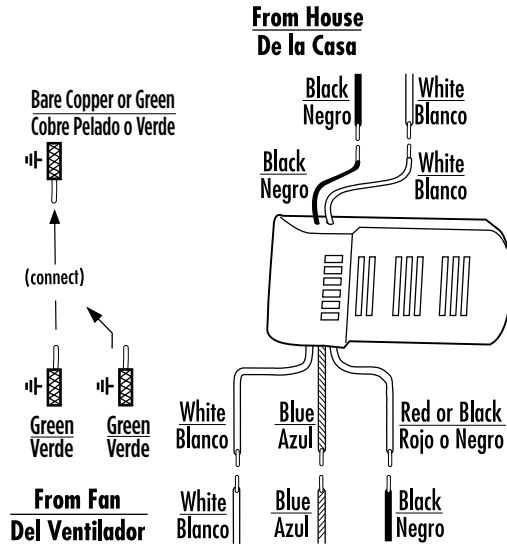 From House
De la Casa
Black
Negro
White
Blanco
Bare Copper or Green
Cobre Pelado o Verde
Black
Negro
White
Blanco
(connect)
Green
Verde
Green
Verde
White
Blanco
Blue
Azul
Red or Black
Rojo o Negro
From Fan
Del Ventilador
White
Blanco
Blue
Azul
Black
Negro